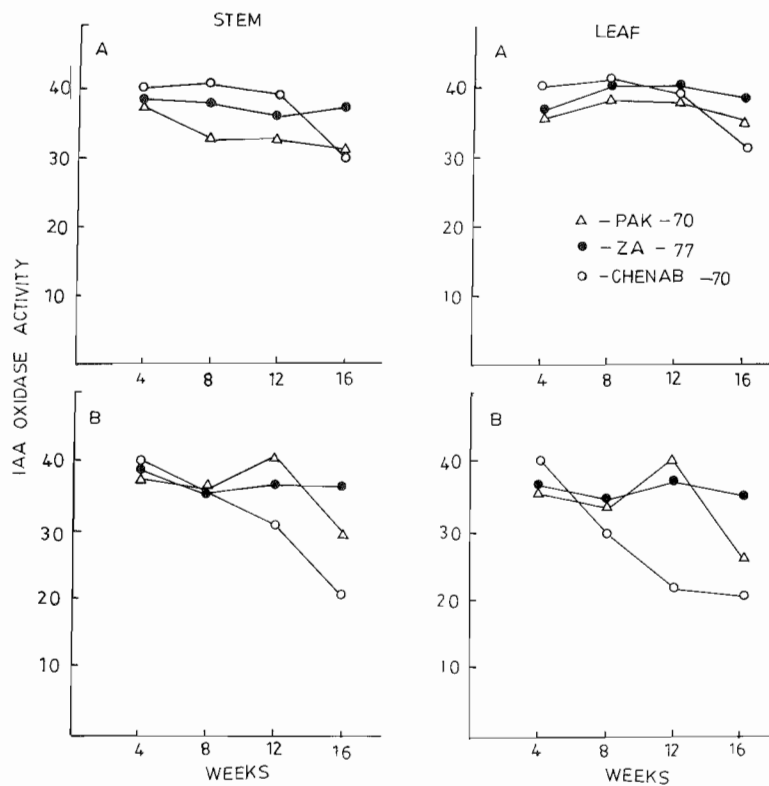 STEM
LEAF
A
A
40
30
20
10
4 8 12 16
40
30
20
10
4 8 12 16
△ -PAK -70
● -ZA - 77
○ -CHENAB -70
IAA OXIDASE ACTIVITY
B
B
40
30
20
10
4 8 12 16
WEEKS
40
30
20
10
4 8 12 16
WEEKS